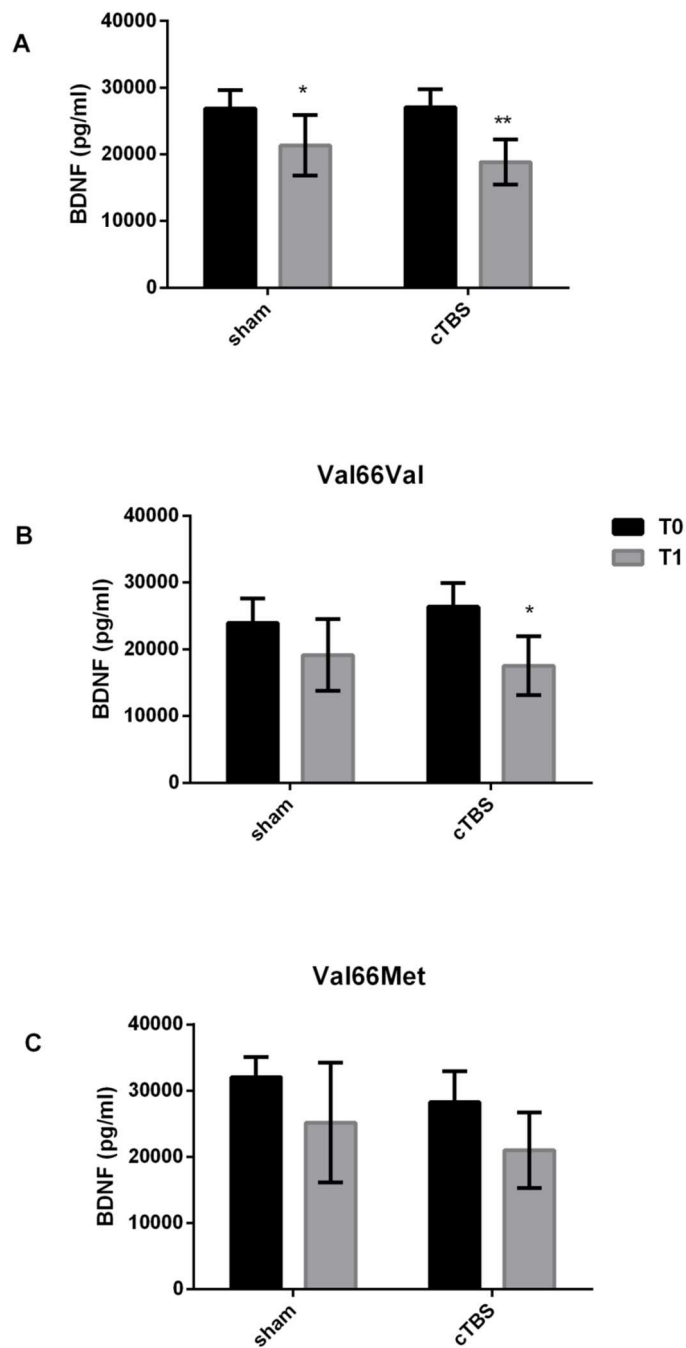 A
BDNF (pg/ml)
40000
30000
20000
10000
0
*
**
sham
cTBS
Val66Val
B
BDNF (pg/ml)
40000
30000
20000
10000
0
*
sham
cTBS
T0
T1
Val66Met
C
BDNF (pg/ml)
40000
30000
20000
10000
0
sham
cTBS